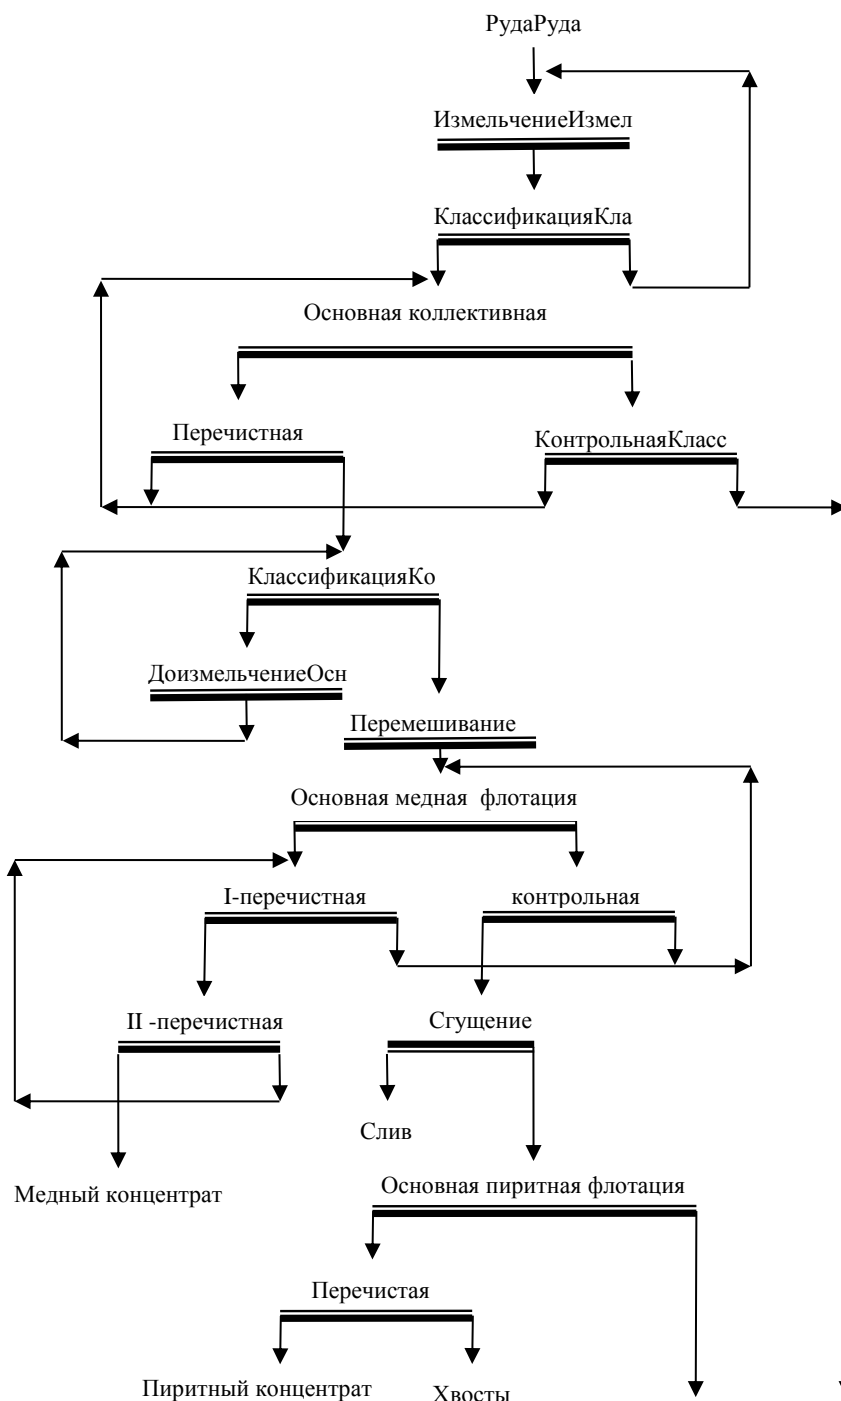 РудаРуда
ИзмельчениеИзмел
КлассификацияКла
Основная коллективная
Перечистная
КонтрольнаяКласс
КлассификацияКо
ДоизмельчениеОсн
Перемешивание
Основная медная флотация
I-перечистная
контрольная
II -перечистная
Сгущение
Слив
Медный концентрат
Основная пиритная флотация
Перечистая
Пиритный концентрат
Хвосты